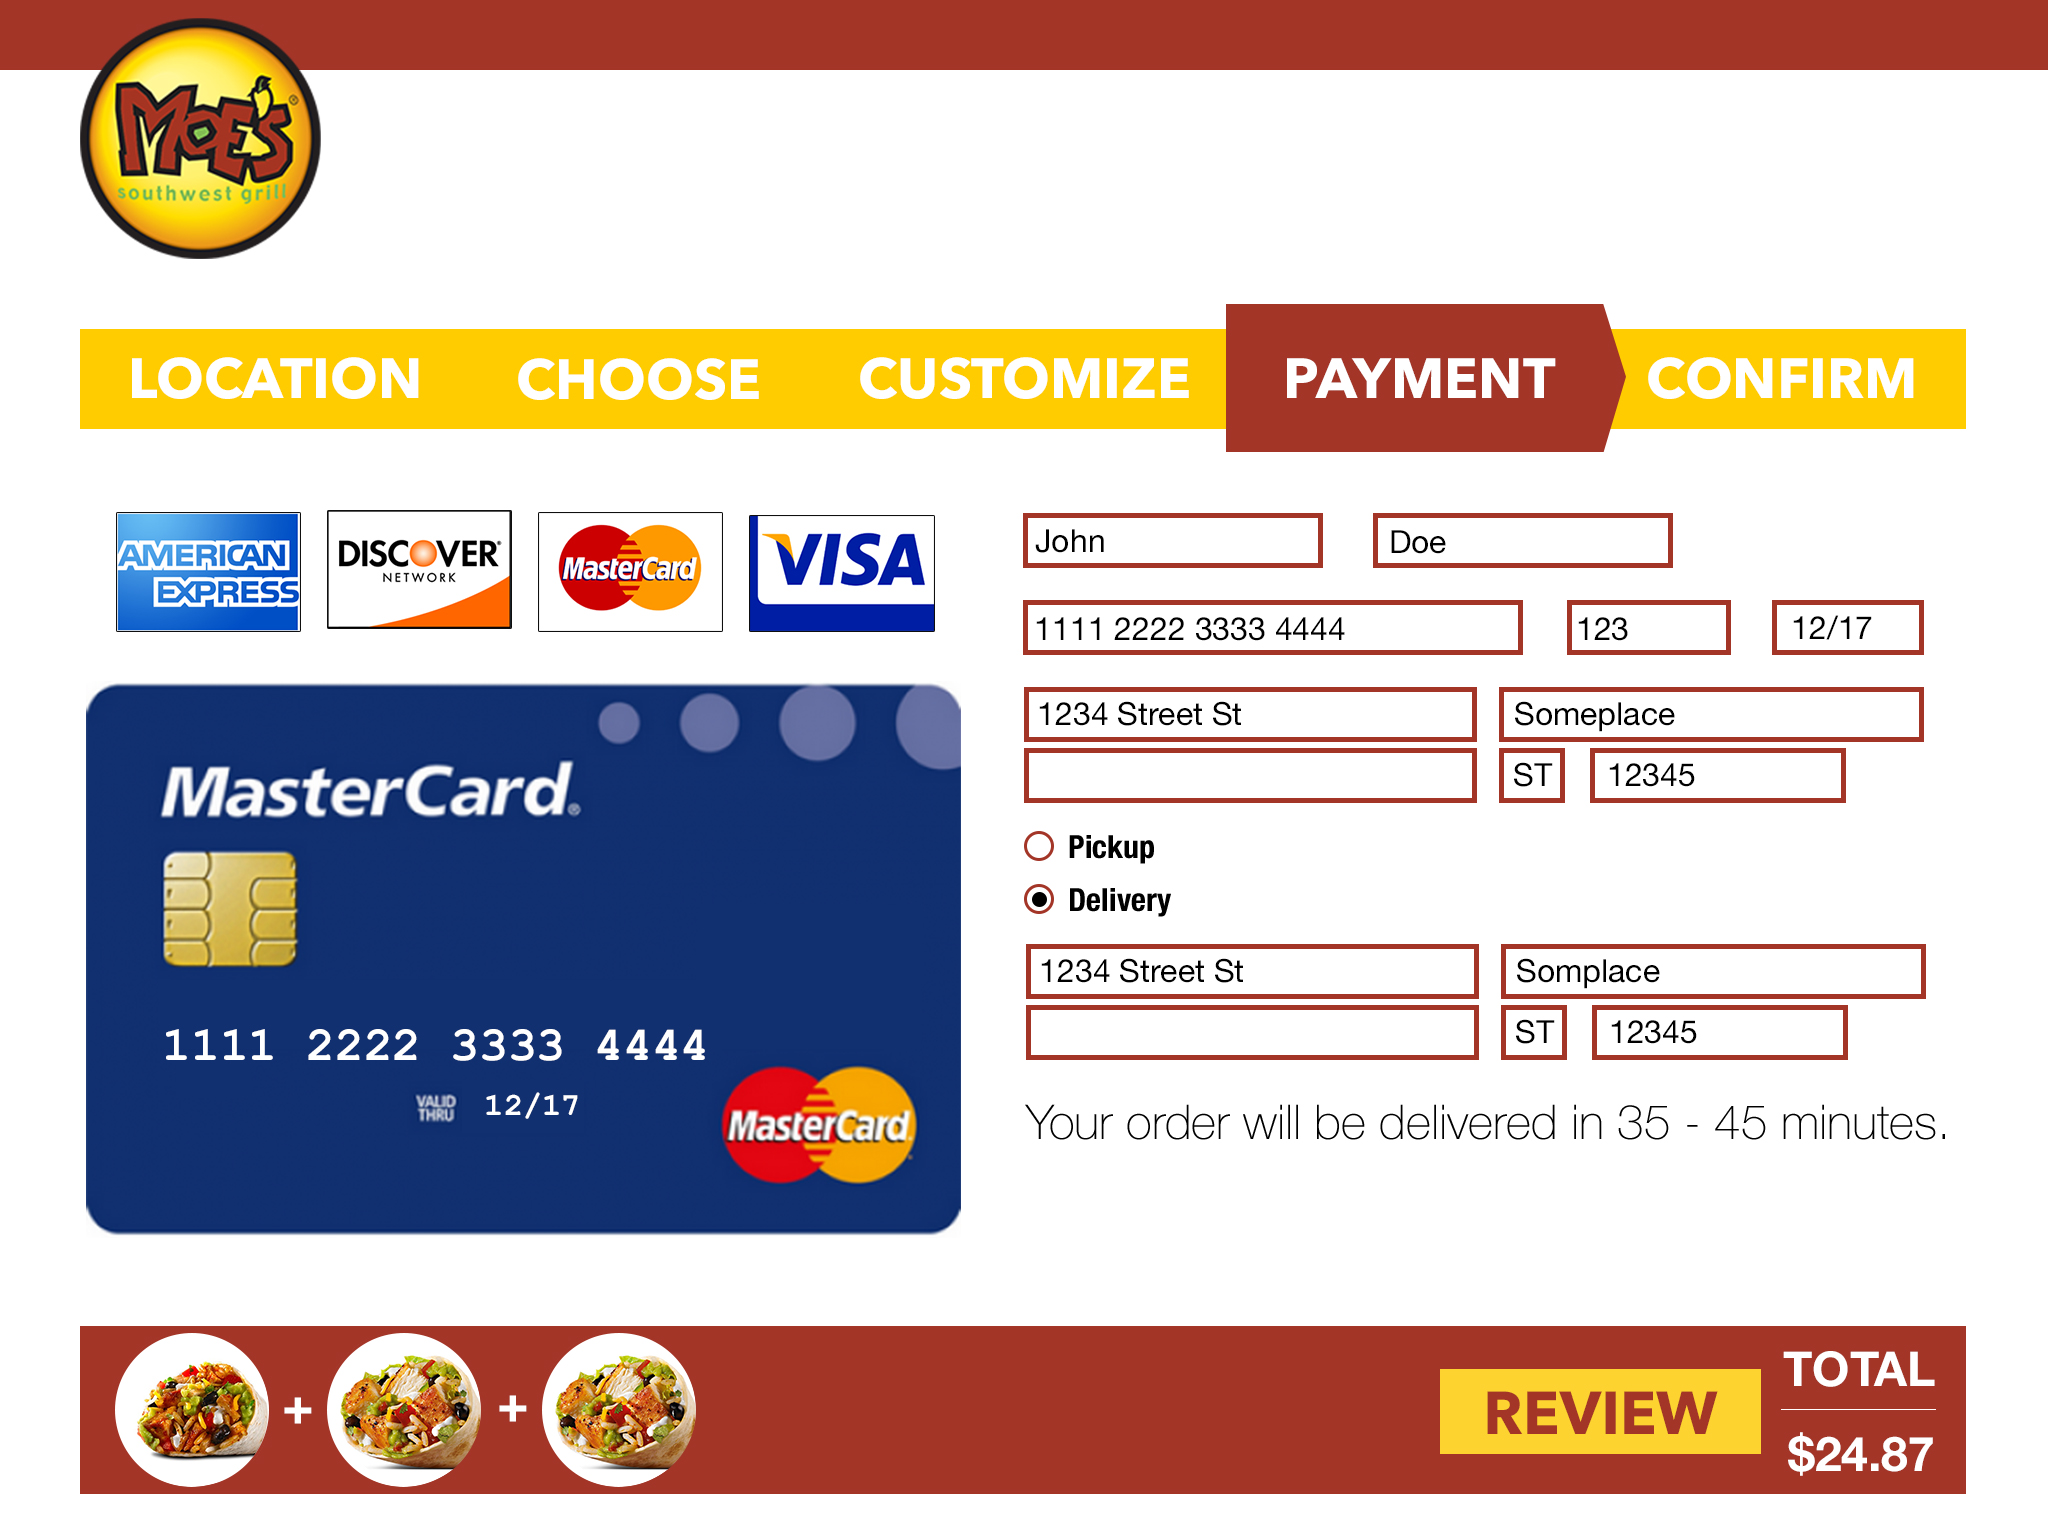 MOE'S®
southwest grill
LOCATION CHOOSE CUSTOMIZE PAYMENT CONFIRM
AMERICAN
EXPRESS
DISCOVER®
NETWORK
MasterCard
VISA
John Doe
1111 2222 3333 4444 123 12/17
1234 Street St Someplace
ST 12345
Pickup
Delivery
1234 Street St Somplace
ST 12345
Your order will be delivered in 35 - 45 minutes.
MasterCard®
1111 2222 3333 4444
VALID
THRU
12/17
MasterCard
+ +
REVIEW
TOTAL
$24.87